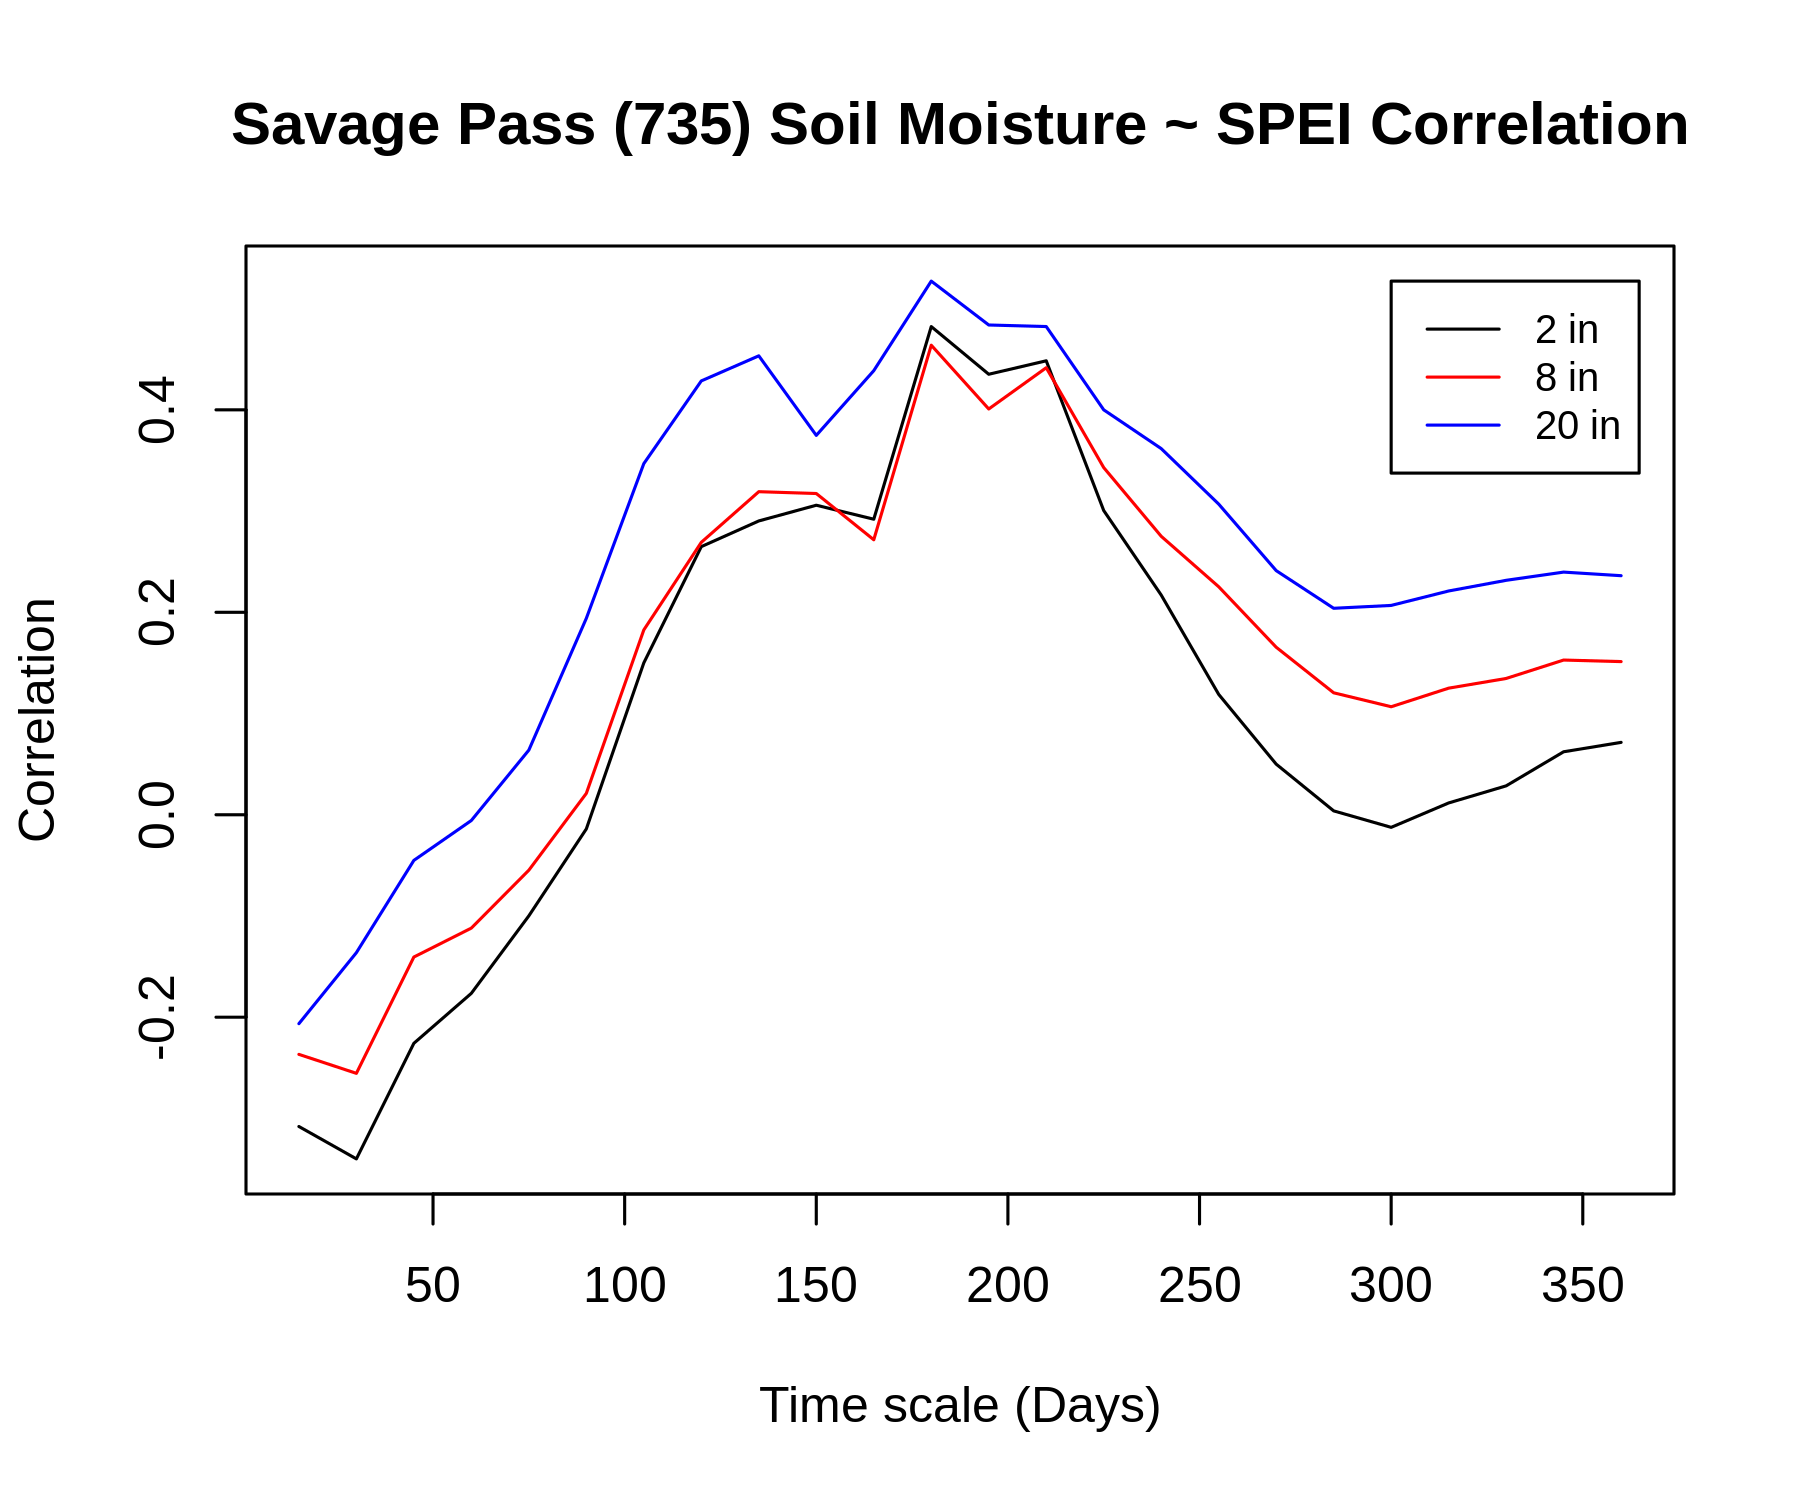 Savage Pass (735) Soil Moisture ~ SPEI Correlation
2 in
8 in
20 in
Correlation
0.4
0.2
0.0
-0.2
50 100 150 200 250 300 350
Time scale (Days)